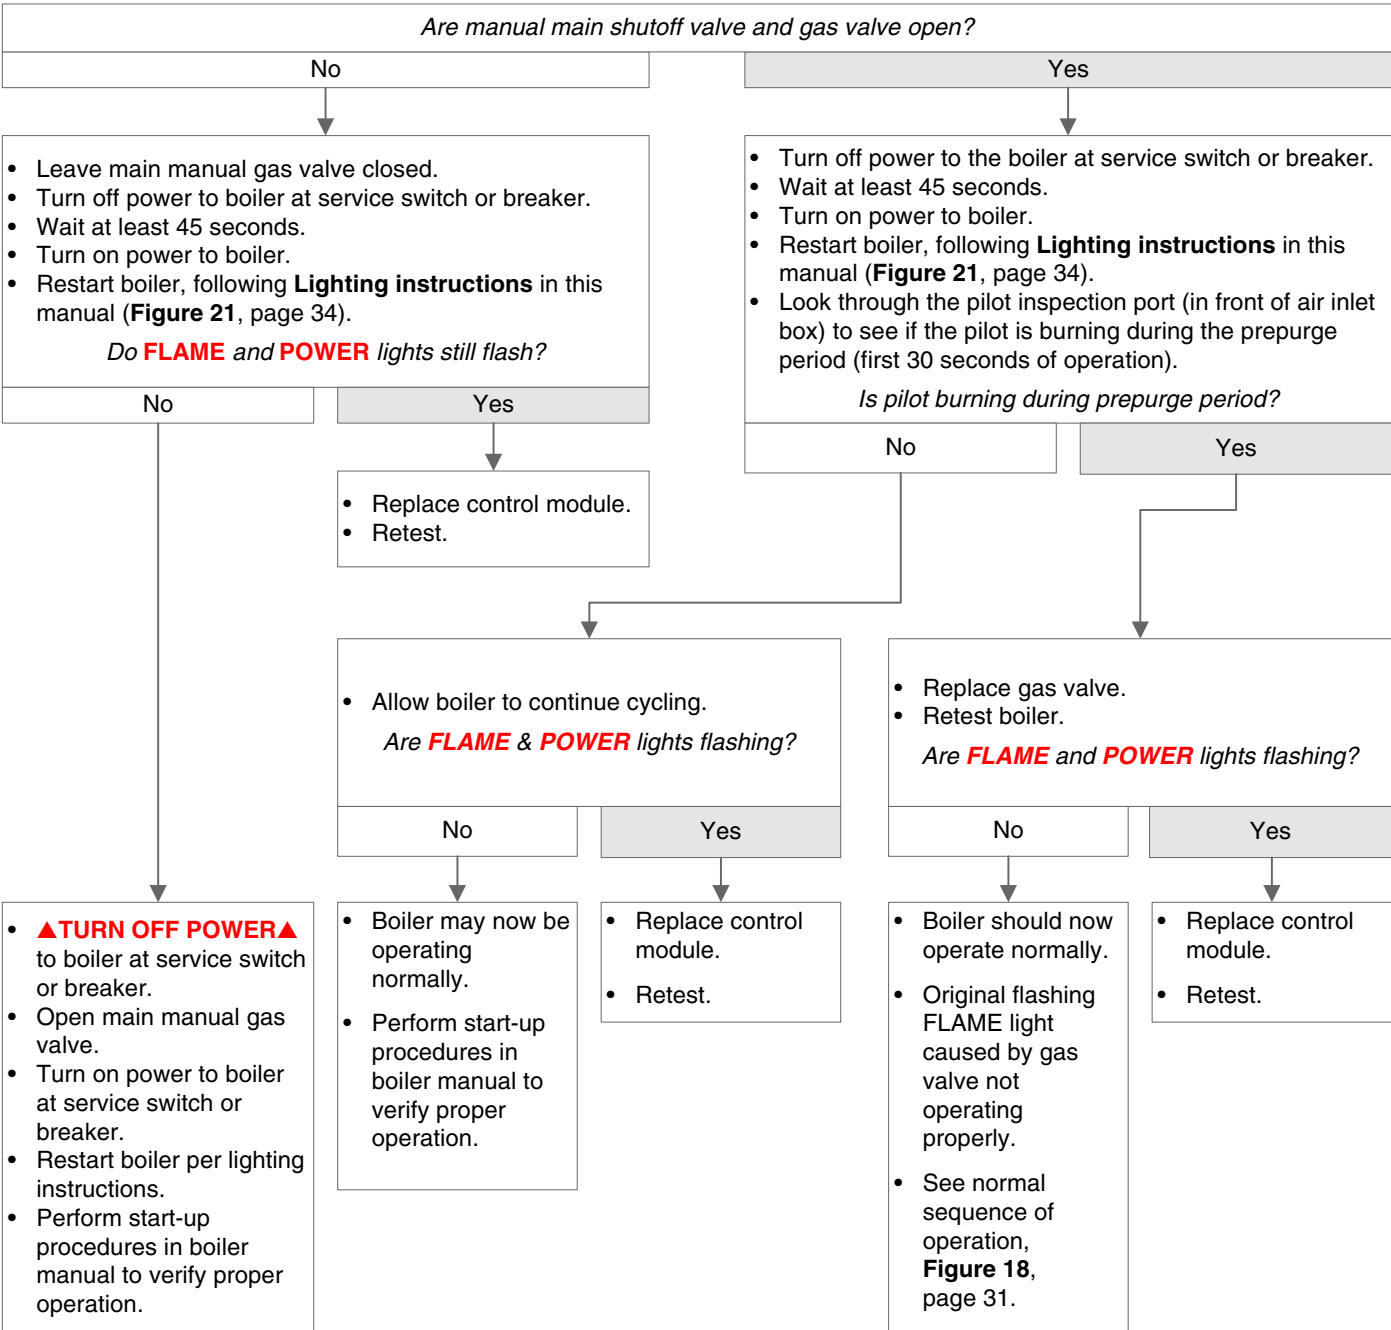 Are manual main shutoff valve and gas valve open?
No
Yes
• Leave main manual gas valve closed.
• Turn off power to boiler at service switch or breaker.
• Wait at least 45 seconds.
• Turn on power to boiler.
• Restart boiler, following Lighting instructions in this
manual (Figure 21, page 34).
Do FLAME and POWER lights still flash?
No
Yes
• Turn off power to the boiler at service switch or breaker.
• Wait at least 45 seconds.
• Turn on power to boiler.
• Restart boiler, following Lighting instructions in this
manual (Figure 21, page 34).
• Look through the pilot inspection port (in front of air inlet
box) to see if the pilot is burning during the prepurge
period (first 30 seconds of operation).
Is pilot burning during prepurge period?
No
Yes
• Replace control module.
• Retest.
• Allow boiler to continue cycling.
Are FLAME & POWER lights flashing?
No
Yes
• Replace gas valve.
• Retest boiler.
Are FLAME and POWER lights flashing?
No
Yes
• ▲TURN OFF POWER▲
to boiler at service switch
or breaker.
• Open main manual gas
valve.
• Turn on power to boiler
at service switch or
breaker.
• Restart boiler per lighting
instructions.
• Perform start-up
procedures in boiler
manual to verify proper
operation.
• Boiler may now be
operating
normally.
• Perform start-up
procedures in
boiler manual to
verify proper
operation.
• Replace control
module.
• Retest.
• Boiler should now
operate normally.
• Original flashing
FLAME light
caused by gas
valve not
operating
properly.
• See normal
sequence of
operation,
Figure 18,
page 31.
• Replace control
module.
• Retest.